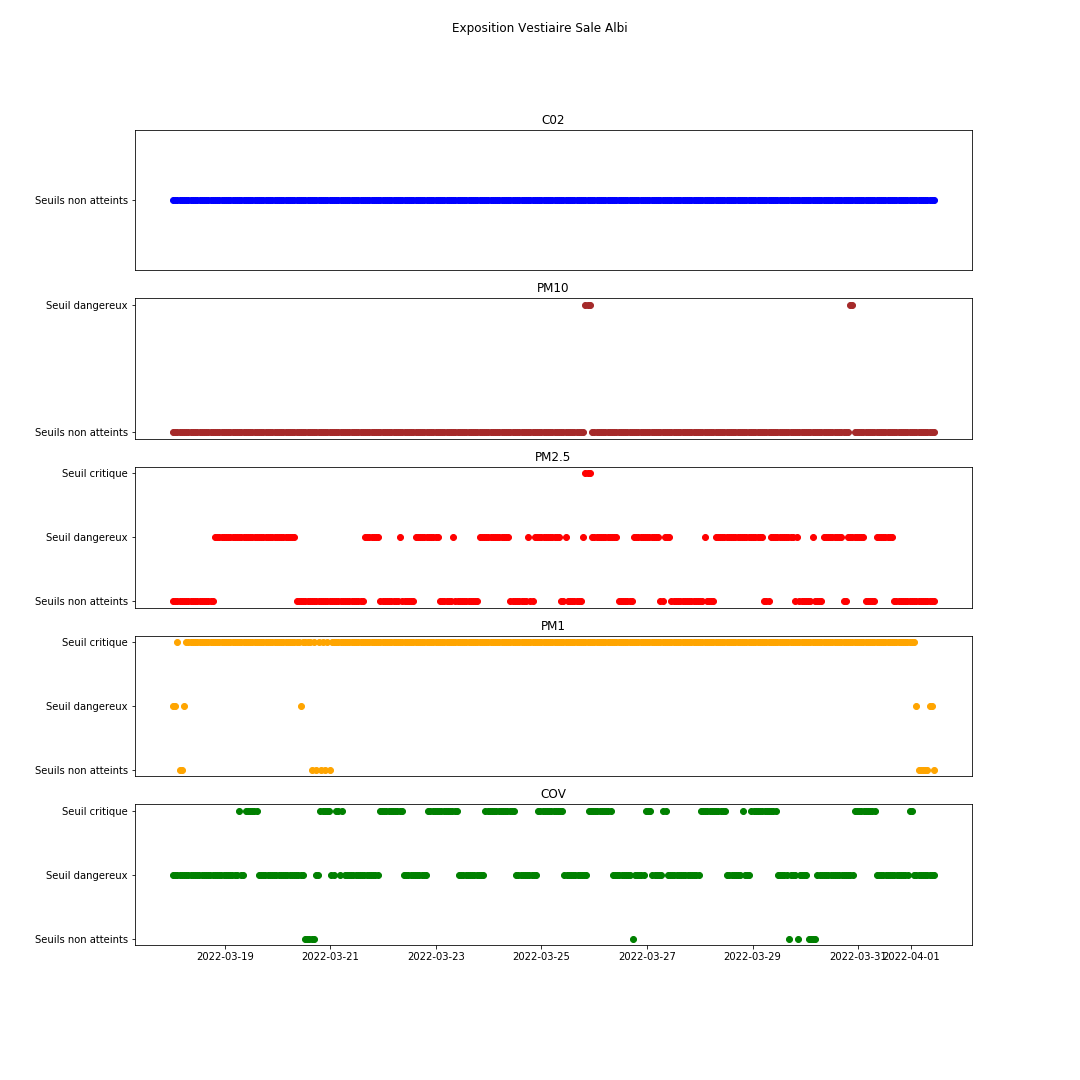 Exposition Vestiaire Sale Albi
C02
Seuils non atteints
PM10
Seuil dangereux
Seuils non atteints
PM2.5
Seuil critique
Seuil dangereux
Seuils non atteints
PM1
Seuil critique
Seuil dangereux
Seuils non atteints
COV
Seuil critique
Seuil dangereux
Seuils non atteints
2022-03-19 2022-03-21 2022-03-23 2022-03-25 2022-03-27 2022-03-29 2022-03-31 2022-04-01